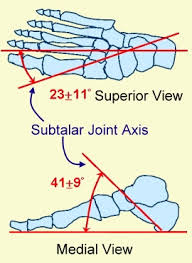 23±11° Superior View
Subtalar Joint Axis
41±9°
Medial View